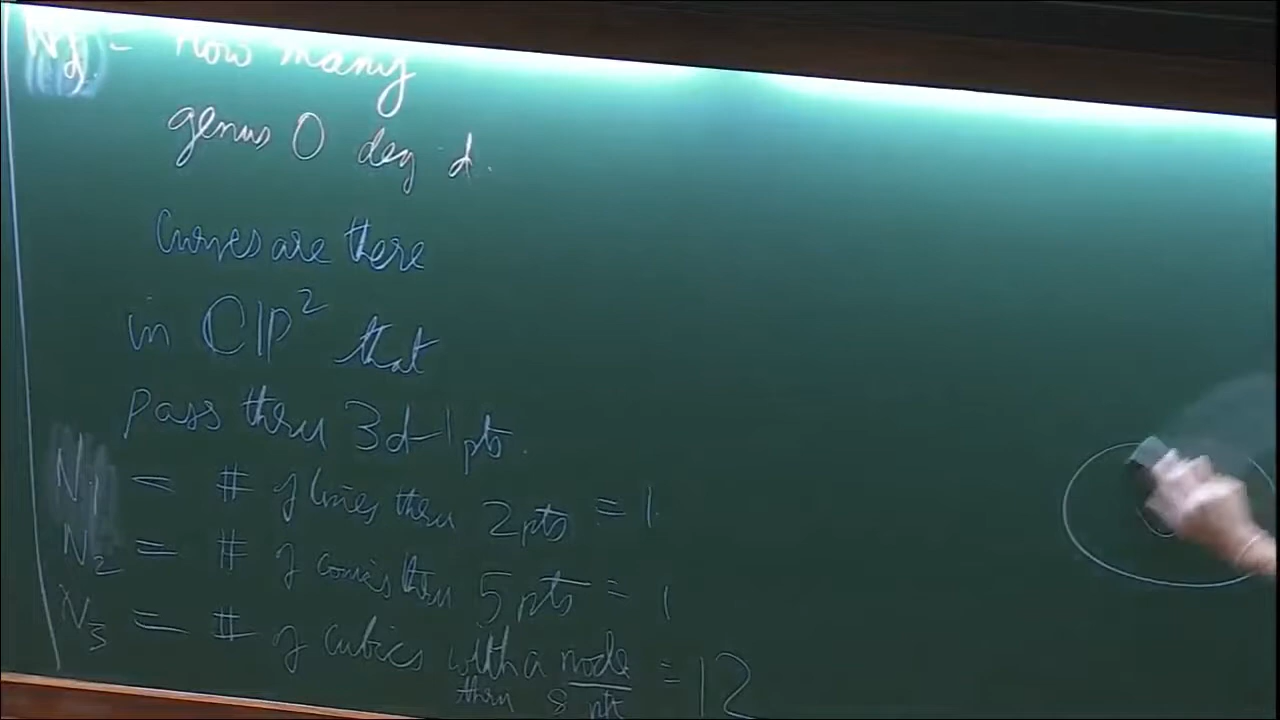 N_d = how many
genus 0 deg d.
Curves are there
in CIP² that
pass thru 3d-1 pts.
N_1 = # of lines thru 2 pts = 1.
N_2 = # of conics thru 5 pts = 1
N_3 = # of cubics with a node = 12
thru 8 pts